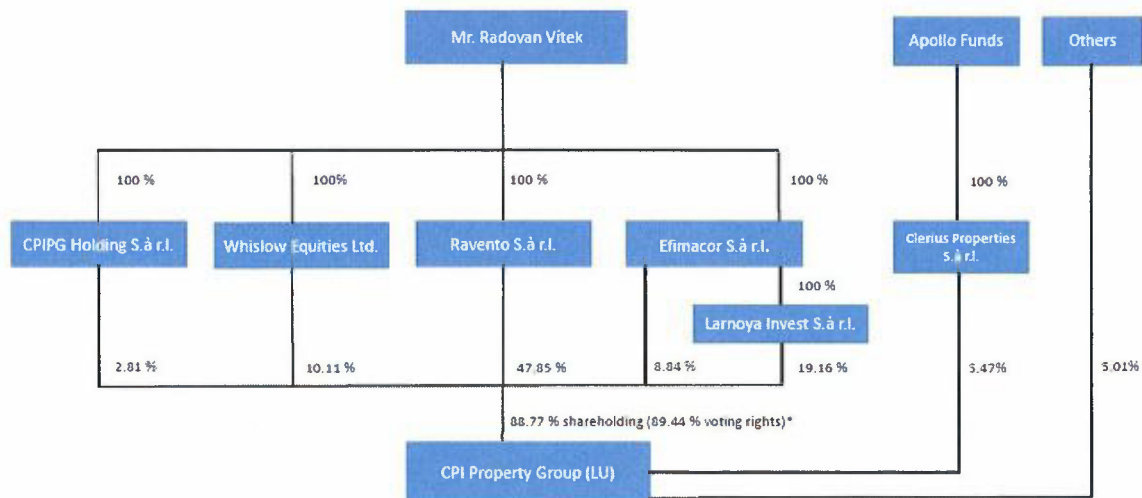 Mr. Radovan Vítek
Apollo Funds
Others
100 %
100%
100 %
100 %
100 %
CPIPG Holding S.à r.l.
Whislow Equities Ltd.
Ravento S.à r.l.
Efimacor S.à r.l.
Clerius Properties
S.à r.l.
100 %
Larnoya Invest S.à r.l.
2.81 %
10.11 %
47,85 %
8.84 %
19.16 %
5.47%
5.01%
88.77 % shareholding (89.44 % voting rights)*
CPI Property Group (LU)